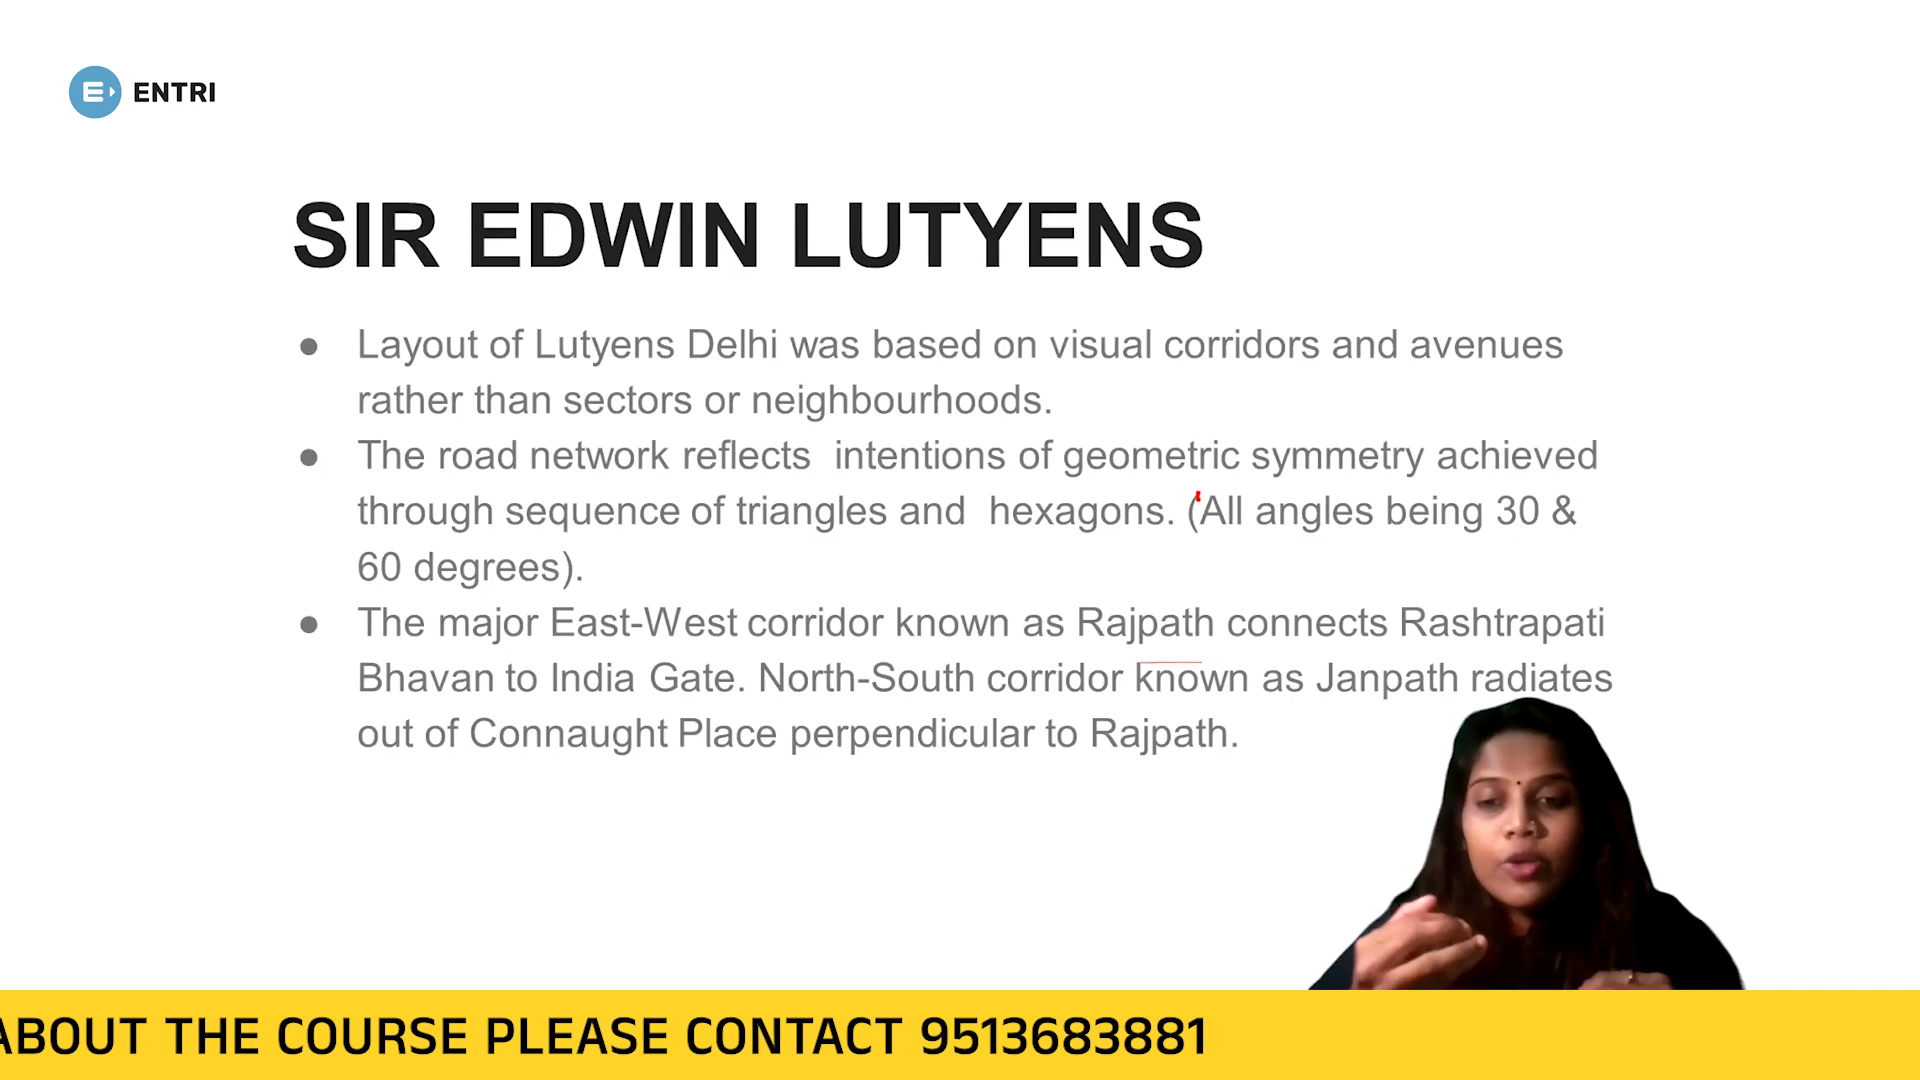 ENTRI
SIR EDWIN LUTYENS
● Layout of Lutyens Delhi was based on visual corridors and avenues
rather than sectors or neighbourhoods.
● The road network reflects intentions of geometric symmetry achieved
through sequence of triangles and hexagons. (All angles being 30 &
60 degrees).
● The major East-West corridor known as Rajpath connects Rashtrapati
Bhavan to India Gate. North-South corridor known as Janpath radiates
out of Connaught Place perpendicular to Rajpath.
ABOUT THE COURSE PLEASE CONTACT 9513683881